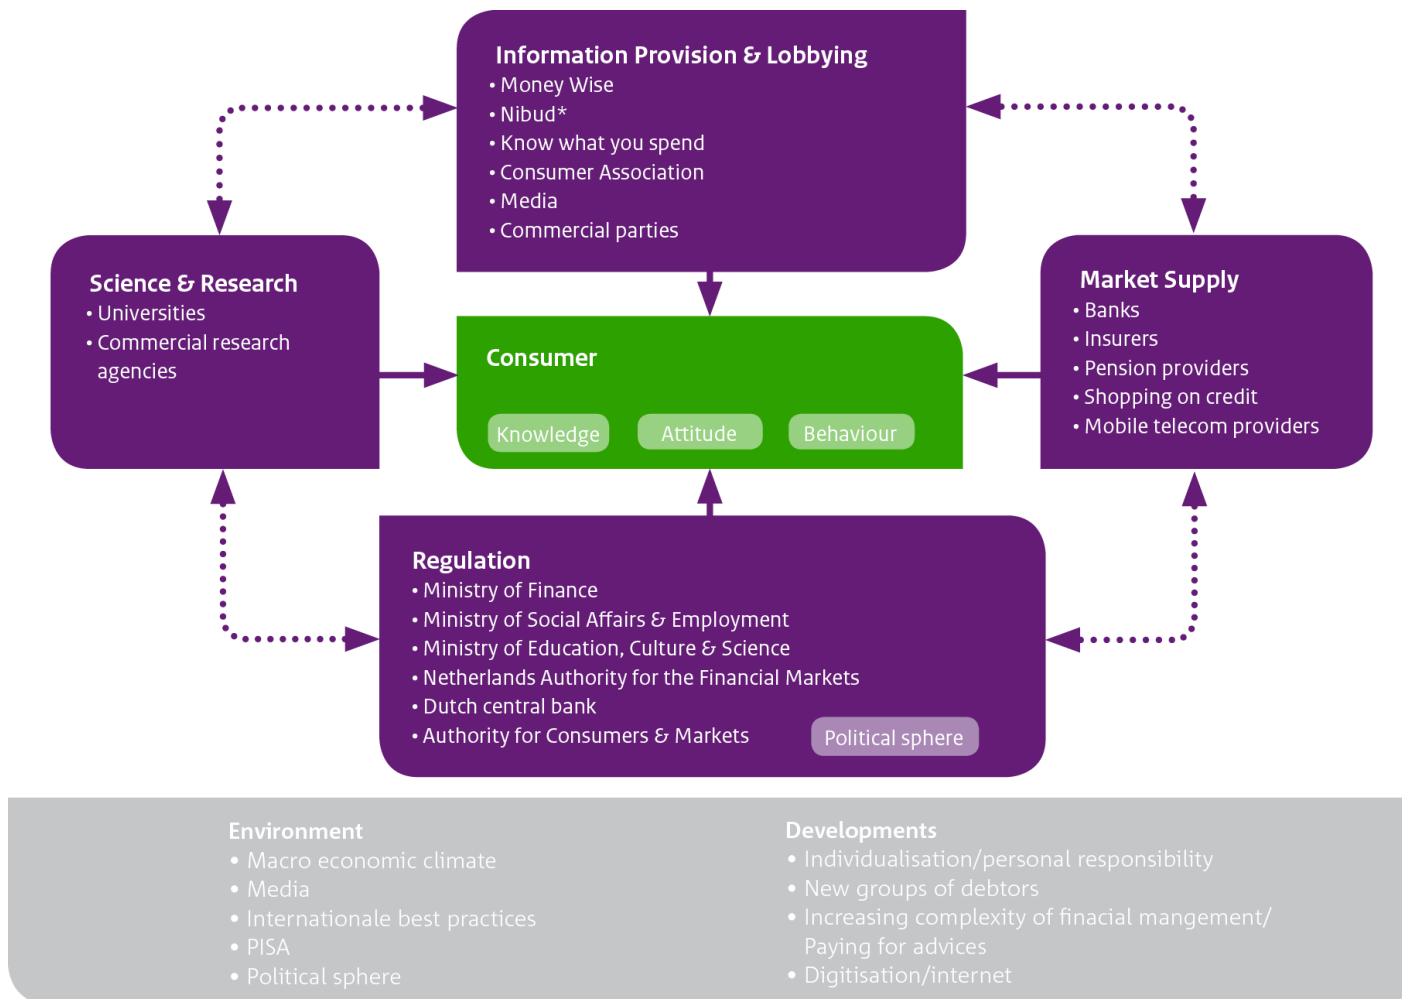 Information Provision & Lobbying
• Money Wise
• Nibud*
• Know what you spend
• Consumer Association
• Media
• Commercial parties
Science & Research
• Universities
• Commercial research
agencies
Market Supply
• Banks
• Insurers
• Pension providers
• Shopping on credit
• Mobile telecom providers
Consumer
Knowledge
Attitude
Behaviour
Regulation
• Ministry of Finance
• Ministry of Social Affairs & Employment
• Ministry of Education, Culture & Science
• Netherlands Authority for the Financial Markets
• Dutch central bank
• Authority for Consumers & Markets
Political sphere
Environment
• Macro economic climate
• Media
• Internationale best practices
• PISA
• Political sphere
Developments
• Individualisation/personal responsibility
• New groups of debtors
• Increasing complexity of finacial mangement/
Paying for advices
• Digitisation/internet